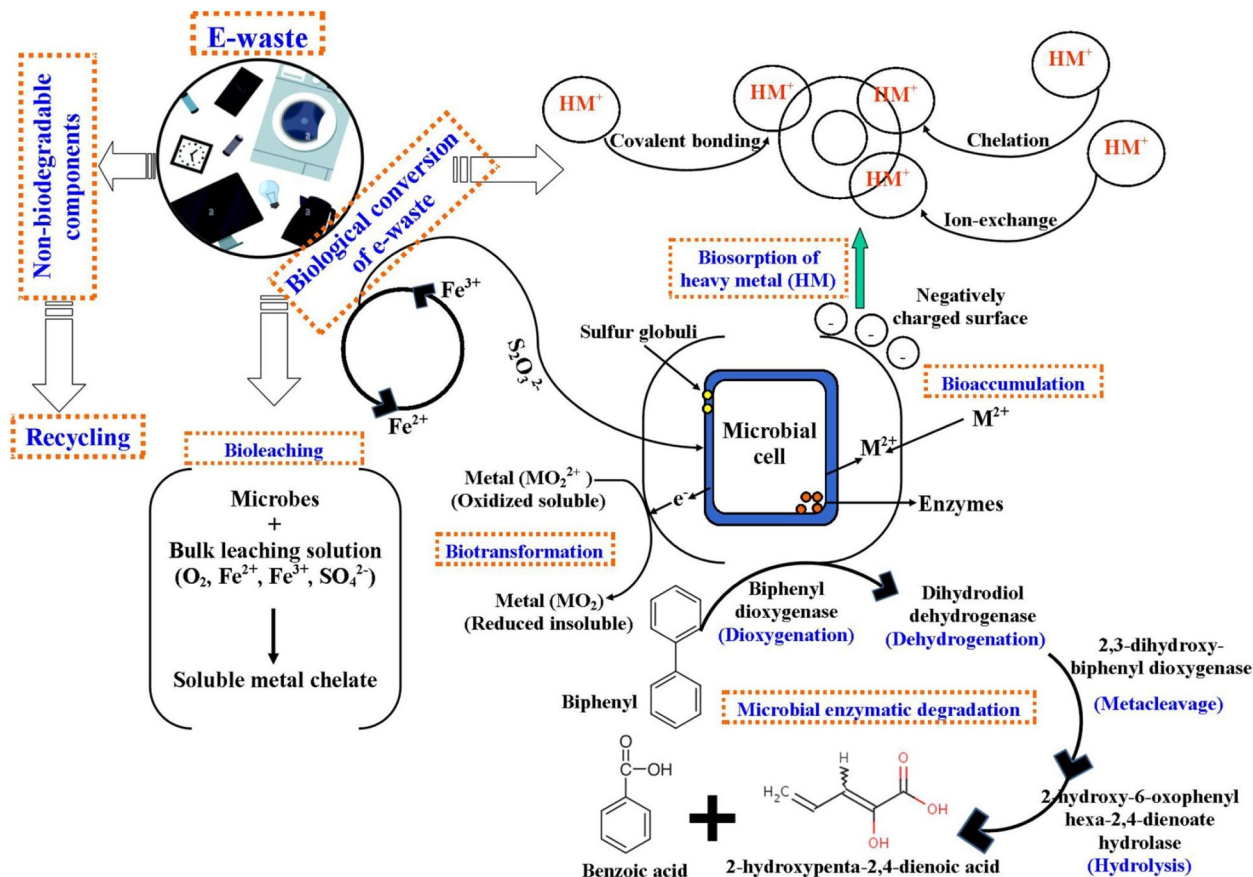 E-waste
Non-biodegradable
components
Recycling
Biological conversion
of e-waste
a
a
a
HM⁺
Covalent bonding
HM⁺
HM⁺
HM⁺
Chelation
HM⁺
HM⁺
Ion-exchange
Biosorption of
heavy metal (HM)
Negatively
charged surface
-
-
-
Fe³⁺
Fe²⁺
S₂O₃²⁻
Sulfur globuli
Bioaccumulation
M²⁺
M²⁺
Microbial
cell
Enzymes
e⁻
Bioleaching
Microbes
+
Bulk leaching solution
(O₂, Fe²⁺, Fe³⁺, SO₄²⁻)
Soluble metal chelate
Metal (MO₂²⁺)
(Oxidized soluble)
Biotransformation
Metal (MO₂)
(Reduced insoluble)
Biphenyl
Biphenyl
dioxygenase
(Dioxygenation)
Dihydrodiol
dehydrogenase
(Dehydrogenation)
2,3-dihydroxy-
biphenyl dioxygenase
(Metacleavage)
Microbial enzymatic degradation
2-hydroxy-6-oxophenyl
hexa-2,4-dienoate
hydrolase
(Hydrolysis)
O
C
OH
Benzoic acid
+
H₂C
H
O
OH
OH
2-hydroxypenta-2,4-dienoic acid